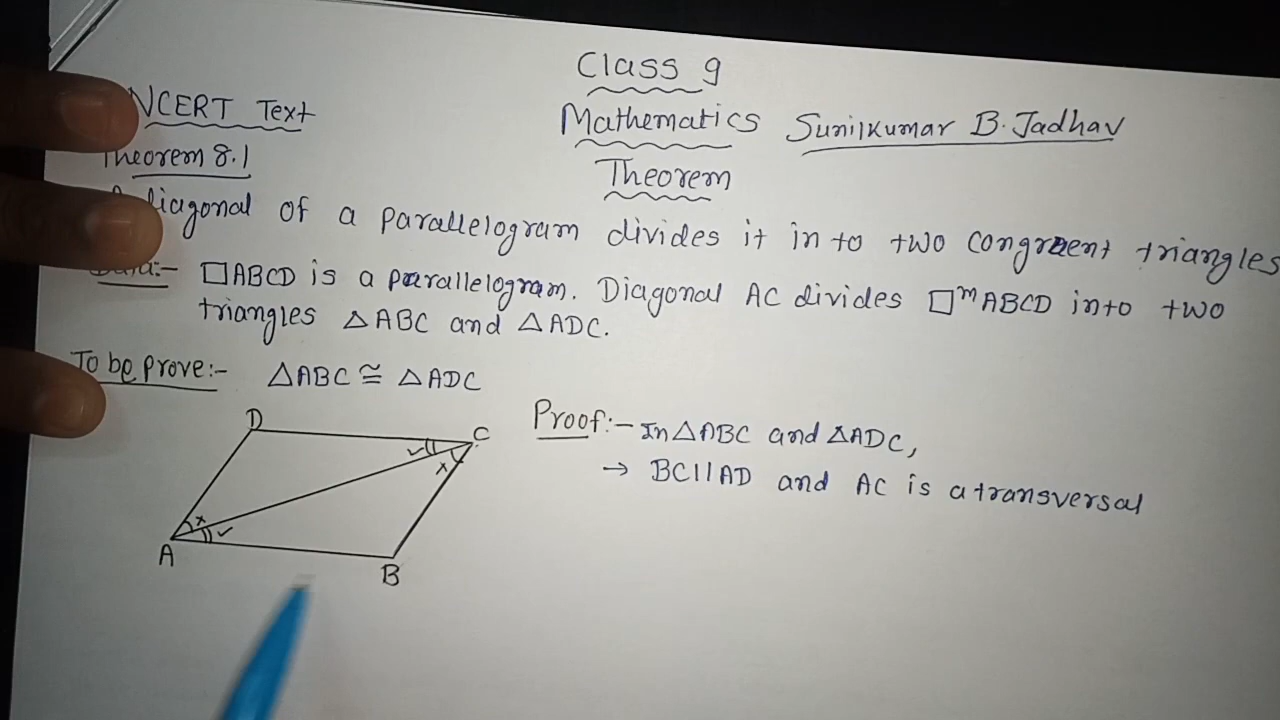 Class 9
NCERT Text
Mathematics Sunilkumar B. Jadhav
Theorem 8.1
Theorem
A diagonal of a parallelogram divides it in to two congruent triangles
Data:- □ABCD is a parallelogram. Diagonal AC divides □ᵐABCD into two
triangles △ABC and △ADC.
To be prove:- △ABC ≅ △ADC
Proof:- In △ABC and △ADC,
→ BC||AD and AC is a transversal
D
C
✓
x
x
✓
A
B